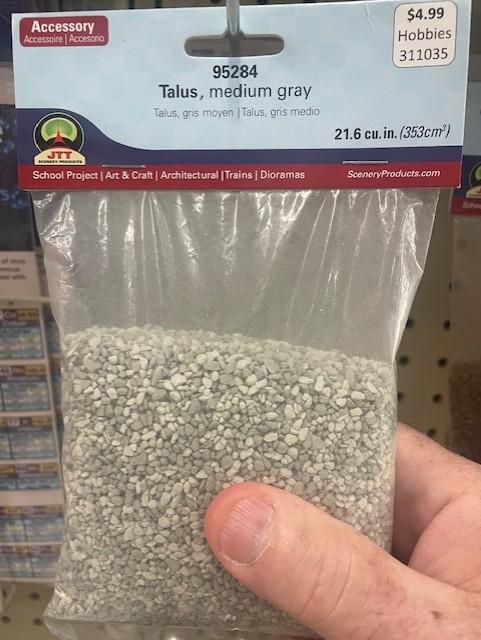 Accessory
Accessoire | Accesorio
$4.99
Hobbies
311035
95284
Talus, medium gray
Talus, gris moyen | Talus, gris medio
21.6 cu. in. (353cm³)
JTT
SCENERY PRODUCTS
School Project | Art & Craft | Architectural | Trains | Dioramas
SceneryProducts.com